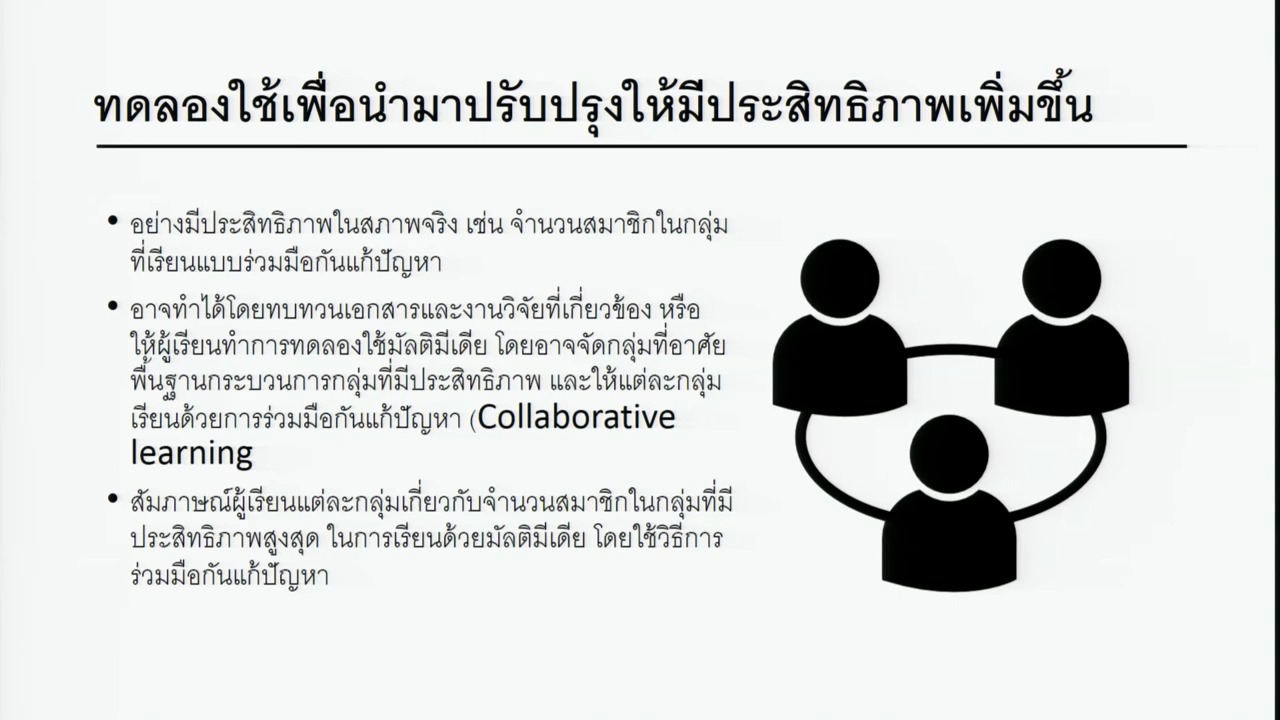 ทดลองใช้เพื่อนำมาปรับปรุงให้มีประสิทธิภาพเพิ่มขึ้น
• อย่างมีประสิทธิภาพในสภาพจริง เช่น จำนวนสมาชิกในกลุ่ม
ที่เรียนแบบร่วมมือกันแก้ปัญหา
• อาจทำได้โดยทบทวนเอกสารและงานวิจัยที่เกี่ยวข้อง หรือ
ให้ผู้เรียนทำการทดลองใช้มัลติมีเดีย โดยอาจจัดกลุ่มที่อาศัย
พื้นฐานกระบวนการกลุ่มที่มีประสิทธิภาพ และให้แต่ละกลุ่ม
เรียนด้วยการร่วมมือกันแก้ปัญหา (Collaborative
learning
• สัมภาษณ์ผู้เรียนแต่ละกลุ่มเกี่ยวกับจำนวนสมาชิกในกลุ่มที่มี
ประสิทธิภาพสูงสุด ในการเรียนด้วยมัลติมีเดีย โดยใช้วิธีการ
ร่วมมือกันแก้ปัญหา